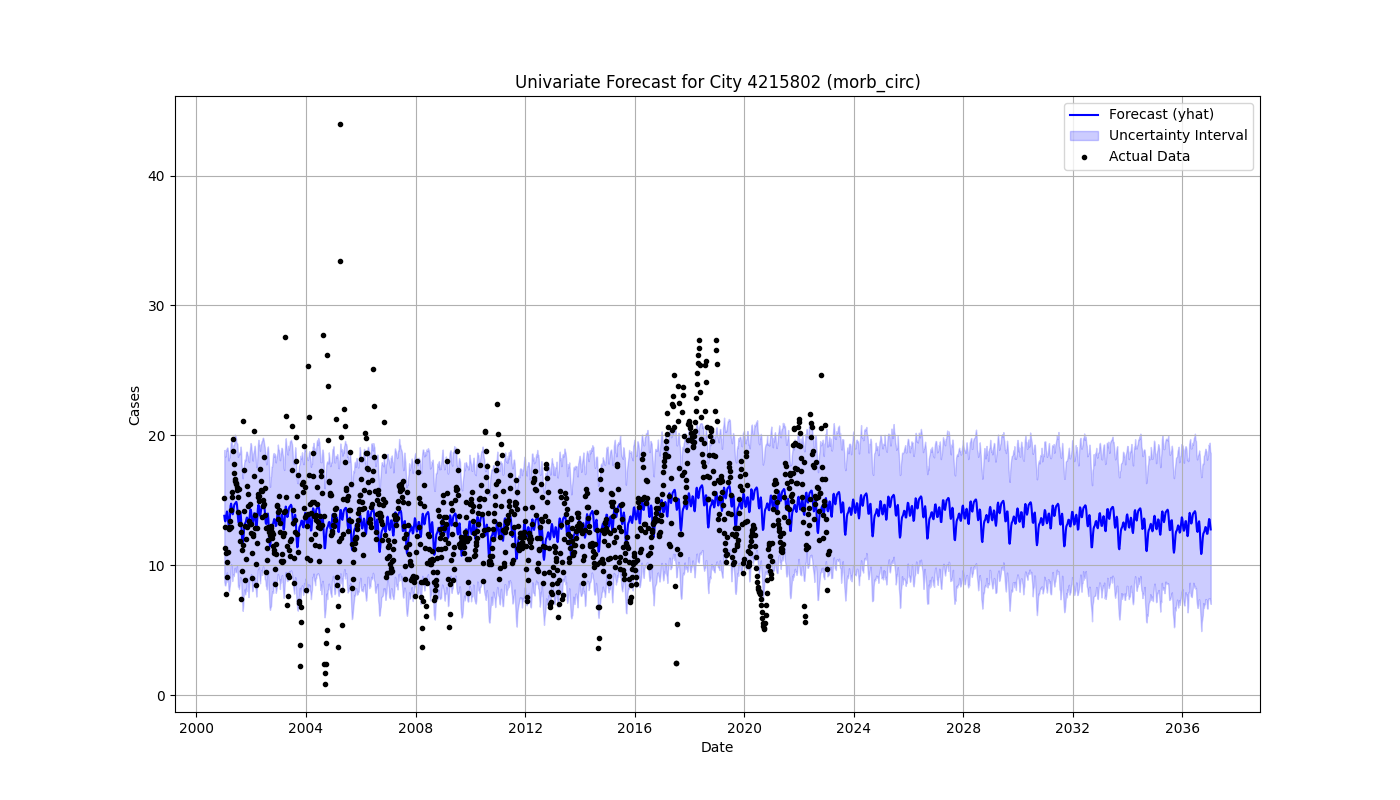 Univariate Forecast for City 4215802 (morb_circ)
Forecast (yhat)
Uncertainty Interval
Actual Data
Cases
40
30
20
10
0
2000 2004 2008 2012 2016 2020 2024 2028 2032 2036
Date